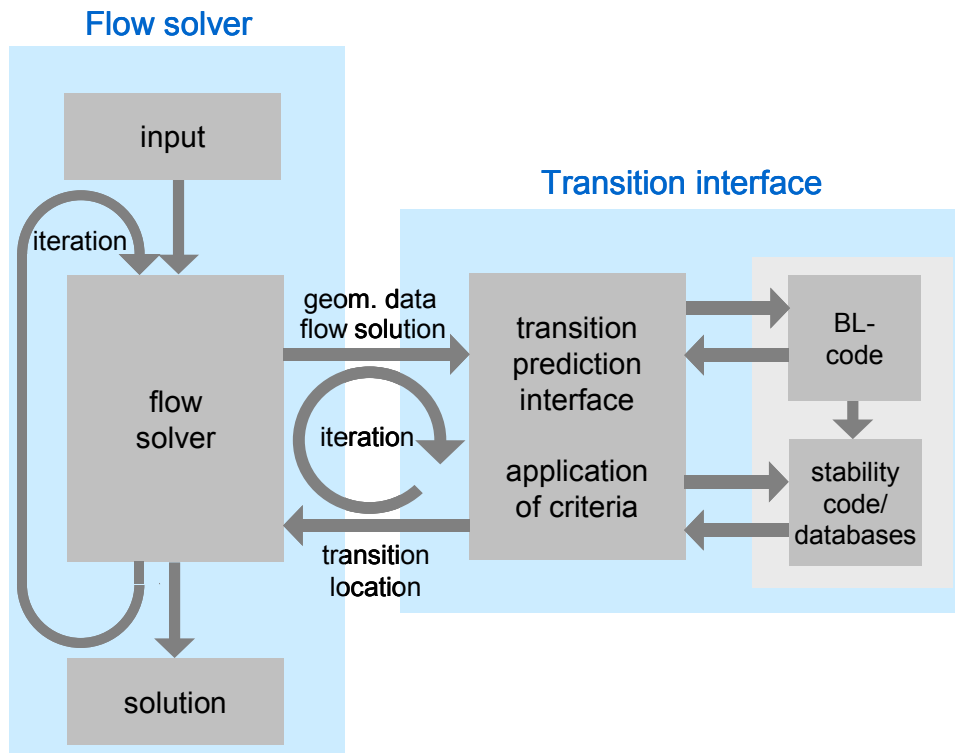 Flow solver
input
iteration
flow
solver
solution
geom. data
flow solution
iteration
transition
location
Transition interface
transition
prediction
interface
application
of criteria
BL-
code
stability
code/
databases